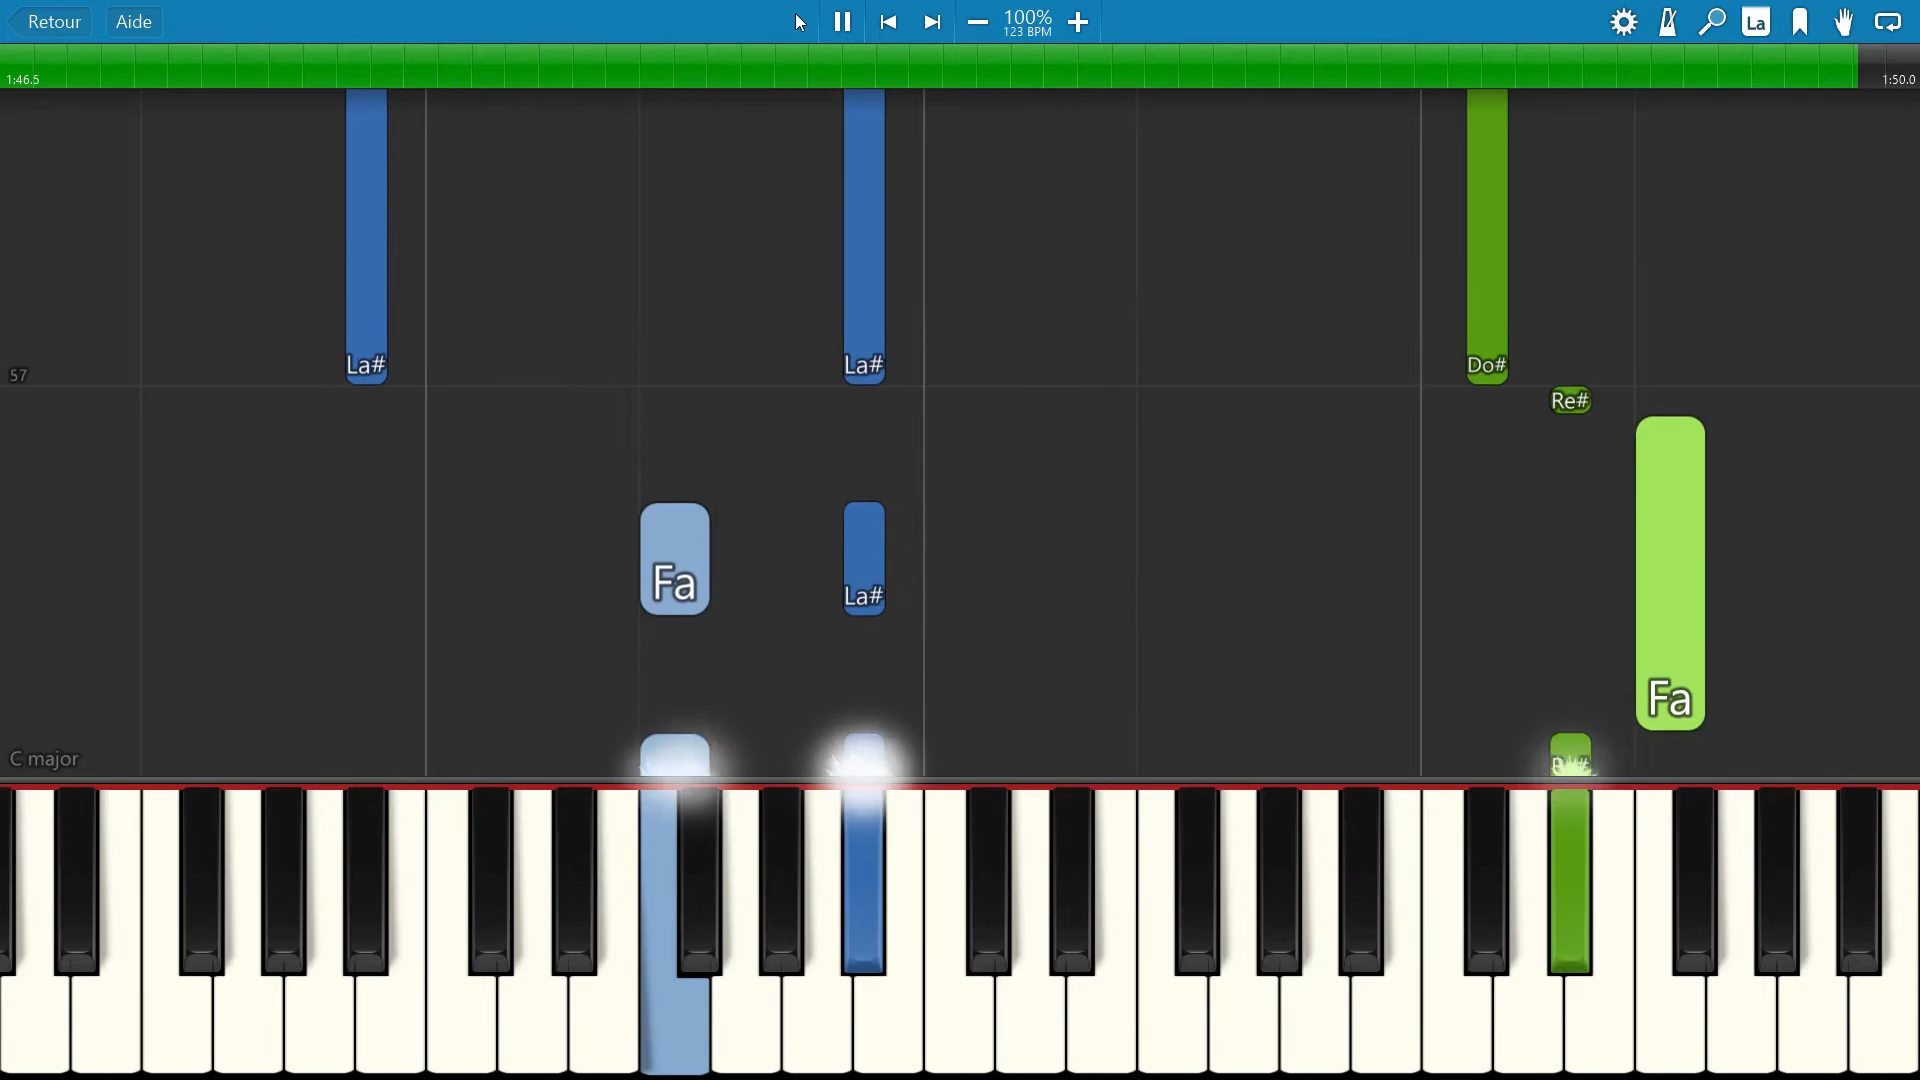 Retour
Aide
100%
123 BPM
La
1:46.5
1:50.0
La#
La#
Do#
57
Re#
Fa
La#
Fa
C major